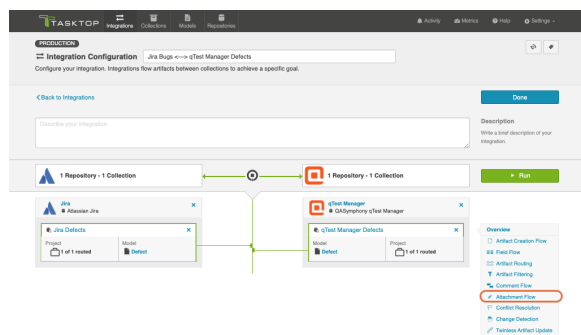 TASKTOP
Integrations
Collections
Models
Repositories
Activity
Metrics
Help
Settings
PRODUCTION
Integration Configuration
Jira Bugs <--> qTest Manager Defects
Configure your integration. Integrations flow artifacts between collections to achieve a specific goal.
Back to Integrations
Done
Describe your integration
Description
Write a brief description of your
integration.
1 Repository - 1 Collection
1 Repository - 1 Collection
Run
Jira
Atlassian Jira
qTest Manager
QASymphony qTest Manager
Jira Defects
qTest Manager Defects
Project
1 of 1 routed
Model
Defect
Model
Defect
Project
1 of 1 routed
Overview
Artifact Creation Flow
Field Flow
Artifact Routing
Artifact Filtering
Comment Flow
Attachment Flow
Conflict Resolution
Change Detection
Twinless Artifact Update